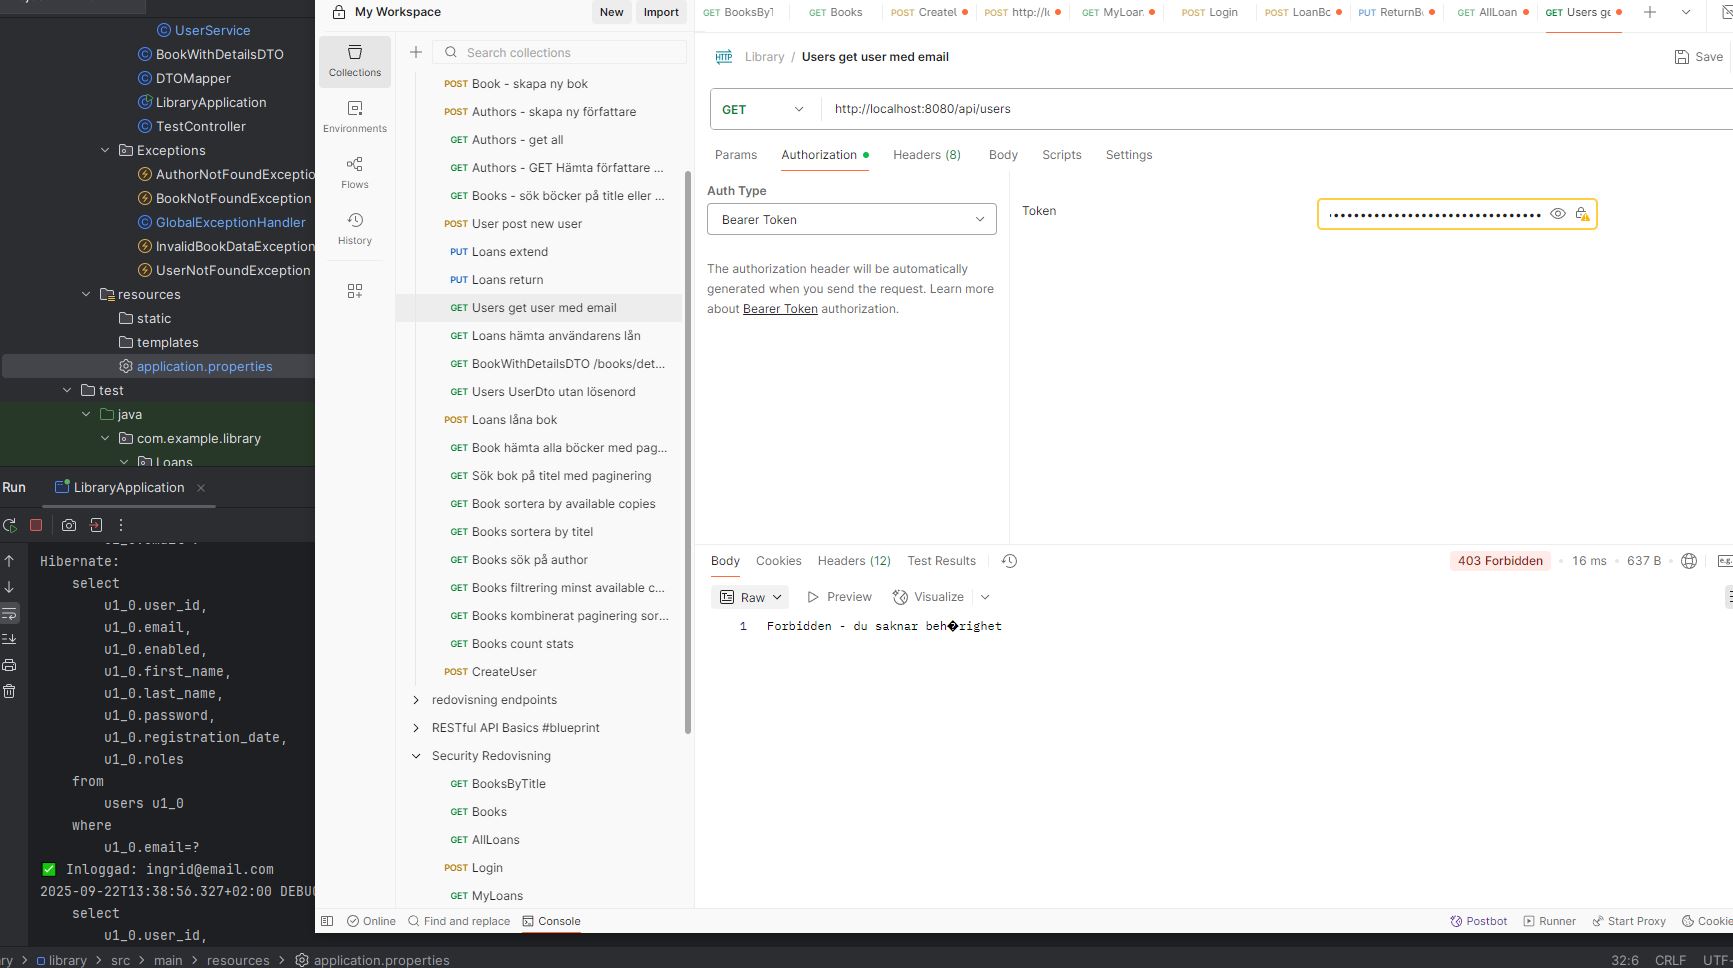 UserService
BookWithDetailsDTO
DTOMapper
LibraryApplication
TestController
Exceptions
AuthorNotFoundExceptio
BookNotFoundException
GlobalExceptionHandler
InvalidBookDataException
UserNotFoundException
resources
static
templates
application.properties
test
java
com.example.library
Loans
Run
LibraryApplication
Hibernate:
select
u1_0.user_id,
u1_0.email,
u1_0.enabled,
u1_0.first_name,
u1_0.last_name,
u1_0.password,
u1_0.registration_date,
u1_0.roles
from
users u1_0
where
u1_0.email=?
✅ Inloggad: ingrid@email.com
2025-09-22T13:38:56.327+02:00 DEBUG
select
u1_0.user_id,
My Workspace
New
Import
Collections
Environments
Flows
History
Search collections
POST Book - skapa ny bok
POST Authors - skapa ny författare
GET Authors - get all
GET Authors - GET Hämta författare ...
GET Books - sök böcker på title eller ...
POST User post new user
PUT Loans extend
PUT Loans return
GET Users get user med email
GET Loans hämta användarens lån
GET BookWithDetailsDTO /books/det...
GET Users UserDto utan lösenord
POST Loans låna bok
GET Book hämta alla böcker med pag...
GET Sök bok på titel med paginering
GET Book sortera by available copies
GET Books sortera by titel
GET Books sök på author
GET Books filtrering minst available c...
GET Books kombinerat paginering sor...
GET Books count stats
POST CreateUser
redovisning endpoints
RESTful API Basics #blueprint
Security Redovisning
GET BooksByTitle
GET Books
GET AllLoans
POST Login
GET MyLoans
GET BooksByT
GET Books
POST CreateU
POST http://lo
GET MyLoan
POST Login
POST LoanBo
PUT ReturnB
GET AllLoan
GET Users ge
Library / Users get user med email
Save
GET
http://localhost:8080/api/users
Params
Authorization
Headers (8)
Body
Scripts
Settings
Auth Type
Bearer Token
The authorization header will be automatically
generated when you send the request. Learn more
about Bearer Token authorization.
Token
Body
Cookies
Headers (12)
Test Results
403 Forbidden
16 ms
637 B
Raw
Preview
Visualize
1 Forbidden - du saknar beh�righet
Online
Find and replace
Console
Postbot
Runner
Start Proxy
Cookie
ry > library > src > main > resources > application.properties
32:6
CRLF
UTF-